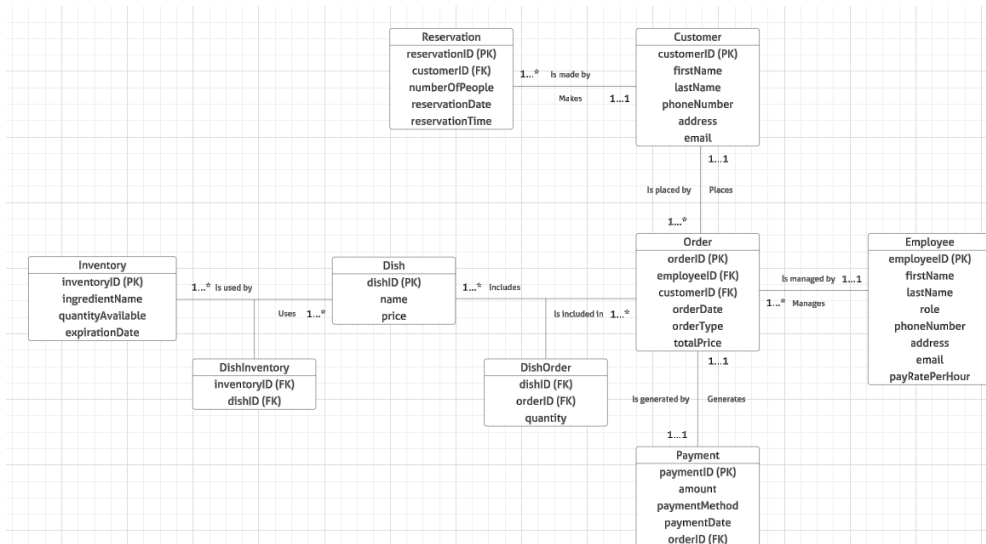 Reservation
reservationID (PK)
customerID (FK)
numberOfPeople
reservationDate
reservationTime
1...* Is made by
Makes 1...1
Customer
customerID (PK)
firstName
lastName
phoneNumber
address
email
1...1
Is placed by Places
1...*
Inventory
inventoryID (PK)
ingredientName
quantityAvailable
expirationDate
1...* Is used by
Uses 1...*
Dish
dishID (PK)
name
price
1...* Includes
Is included in 1...*
Order
orderID (PK)
employeeID (FK)
customerID (FK)
orderDate
orderType
totalPrice
Is managed by 1...1
1...* Manages
Employee
employeeID (PK)
firstName
lastName
role
phoneNumber
address
email
payRatePerHour
DishInventory
inventoryID (FK)
dishID (FK)
DishOrder
dishID (FK)
orderID (FK)
quantity
1...1
Is generated by Generates
1...1
Payment
paymentID (PK)
amount
paymentMethod
paymentDate
orderID (FK)